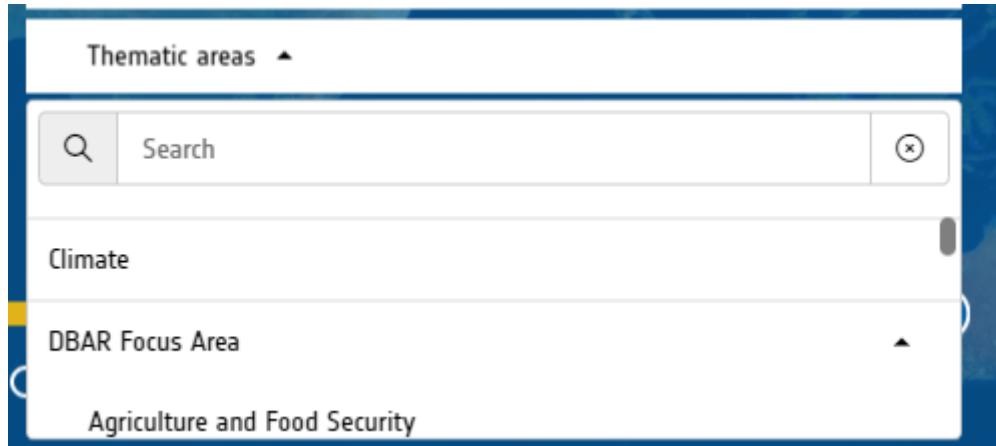 Thematic areas
Search
Climate
DBAR Focus Area
Agriculture and Food Security